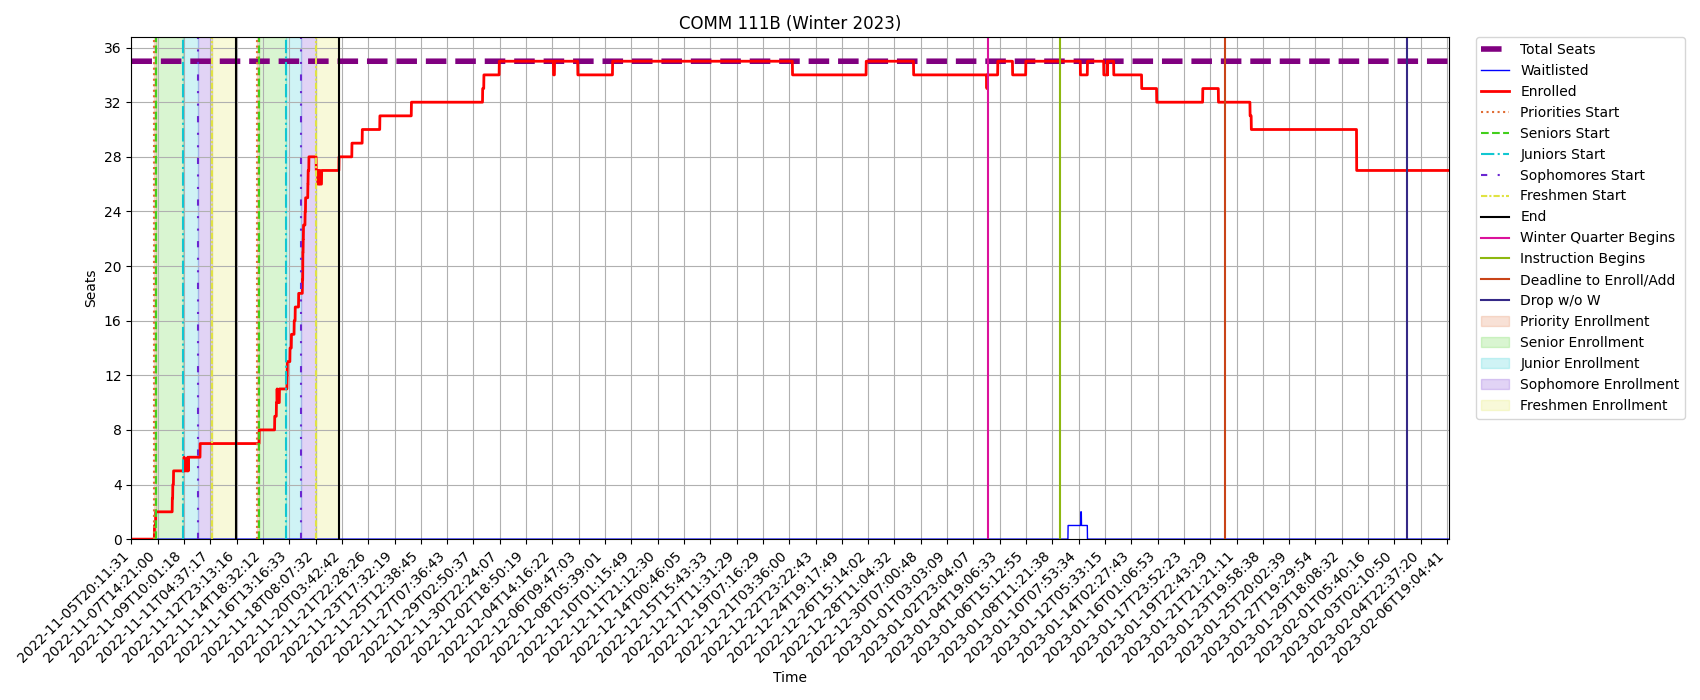 COMM 111B (Winter 2023)
Seats
36
32
28
24
20
16
12
8
4
0
2022-11-05T20:11:31
2022-11-07T14:21:00
2022-11-09T10:01:18
2022-11-11T04:37:17
2022-11-12T23:13:16
2022-11-14T18:32:12
2022-11-16T13:16:33
2022-11-18T08:07:32
2022-11-20T03:42:42
2022-11-21T22:28:26
2022-11-23T17:32:19
2022-11-25T12:38:45
2022-11-27T07:36:43
2022-11-29T02:50:37
2022-11-30T22:24:07
2022-12-02T18:50:19
2022-12-04T14:16:22
2022-12-06T09:47:03
2022-12-08T05:39:01
2022-12-10T01:15:49
2022-12-11T21:12:30
2022-12-14T00:46:05
2022-12-15T15:43:33
2022-12-17T11:31:29
2022-12-19T07:16:29
2022-12-21T03:36:00
2022-12-22T23:22:43
2022-12-24T19:17:49
2022-12-26T15:14:02
2022-12-28T11:04:32
2022-12-30T07:00:48
2023-01-01T03:03:09
2023-01-02T23:04:07
2023-01-04T19:06:33
2023-01-06T15:12:55
2023-01-08T11:21:38
2023-01-10T07:53:34
2023-01-12T05:33:15
2023-01-14T02:27:43
2023-01-16T01:06:53
2023-01-17T23:52:23
2023-01-19T22:43:29
2023-01-21T21:21:11
2023-01-23T19:58:38
2023-01-25T20:02:39
2023-01-27T19:29:54
2023-01-29T18:08:32
2023-02-01T05:40:16
2023-02-03T02:10:50
2023-02-04T22:37:20
2023-02-06T19:04:41
Time
Total Seats
Waitlisted
Enrolled
Priorities Start
Seniors Start
Juniors Start
Sophomores Start
Freshmen Start
End
Winter Quarter Begins
Instruction Begins
Deadline to Enroll/Add
Drop w/o W
Priority Enrollment
Senior Enrollment
Junior Enrollment
Sophomore Enrollment
Freshmen Enrollment